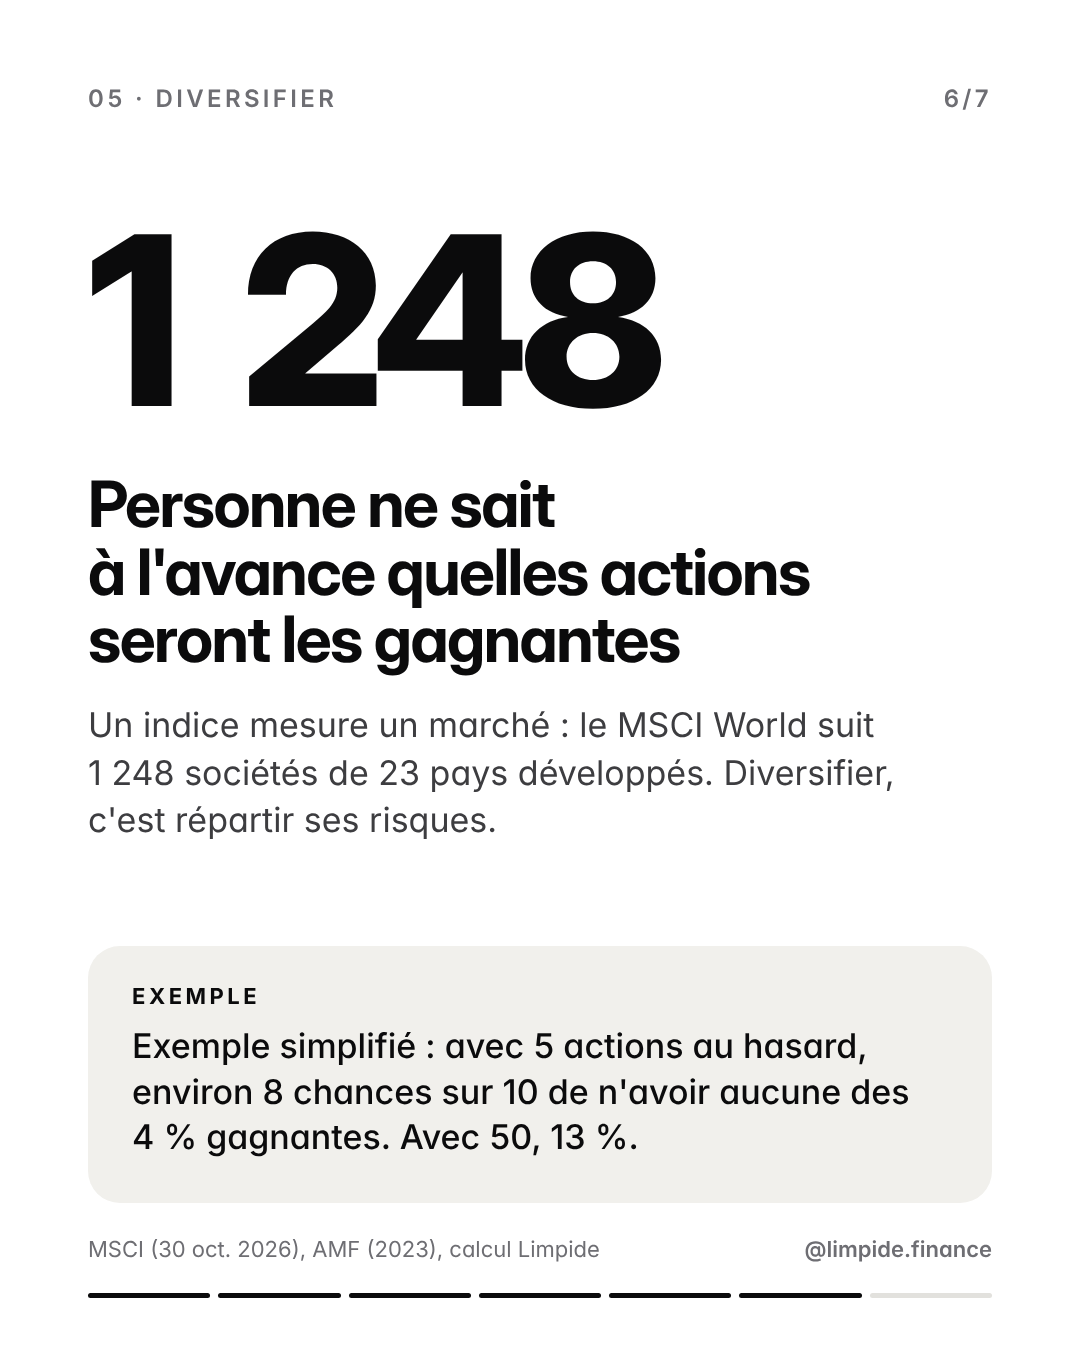 05 · DIVERSIFIER
6/7
1 248
Personne ne sait
à l'avance quelles actions
seront les gagnantes
Un indice mesure un marché : le MSCI World suit
1 248 sociétés de 23 pays développés. Diversifier,
c'est répartir ses risques.
EXEMPLE
Exemple simplifié : avec 5 actions au hasard,
environ 8 chances sur 10 de n'avoir aucune des
4 % gagnantes. Avec 50, 13 %.
MSCI (30 oct. 2026), AMF (2023), calcul Limpide
@limpide.finance